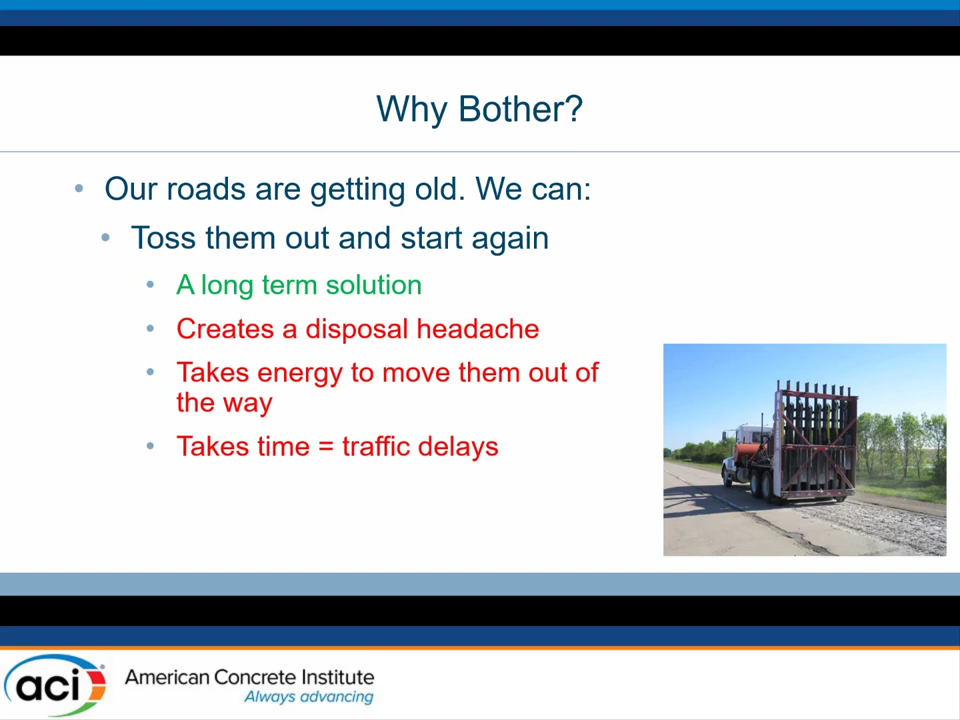 Why Bother?
Our roads are getting old. We can:
Toss them out and start again
A long term solution
Creates a disposal headache
Takes energy to move them out of
the way
Takes time = traffic delays
aci
American Concrete Institute
Always advancing